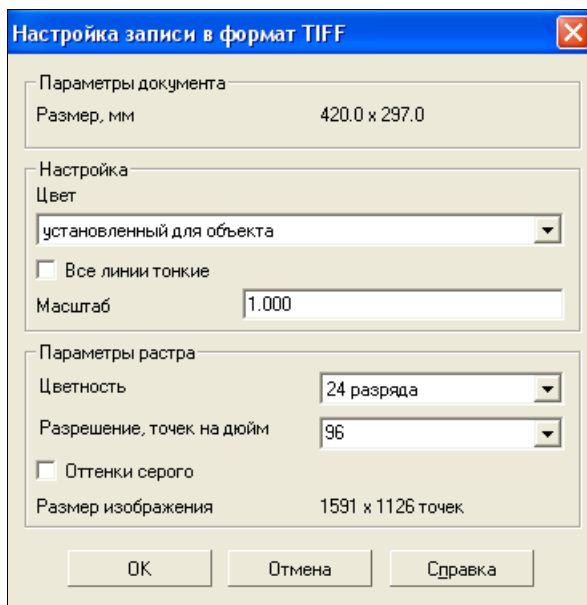 Настройка записи в формат TIFF
Параметры документа
Размер, мм 420.0 x 297.0
Настройка
Цвет
установленный для объекта
Все линии тонкие
Масштаб 1.000
Параметры растра
Цветность 24 разряда
Разрешение, точек на дюйм 96
Оттенки серого
Размер изображения 1591 x 1126 точек
OK Отмена Справка